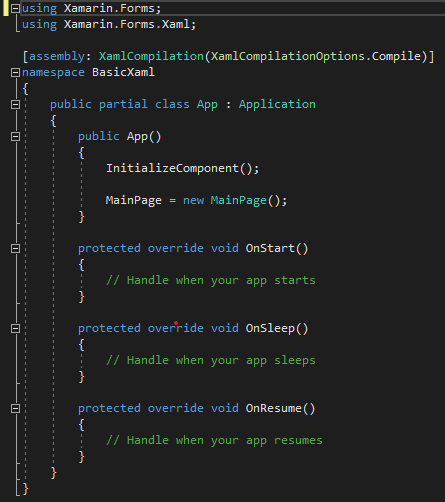 using Xamarin.Forms;
using Xamarin.Forms.Xaml;

[assembly: XamlCompilation(XamlCompilationOptions.Compile)]
namespace BasicXaml
{
    public partial class App : Application
    {
        public App()
        {
            InitializeComponent();

            MainPage = new MainPage();
        }

        protected override void OnStart()
        {
            // Handle when your app starts
        }

        protected override void OnSleep()
        {
            // Handle when your app sleeps
        }

        protected override void OnResume()
        {
            // Handle when your app resumes
        }
    }
}